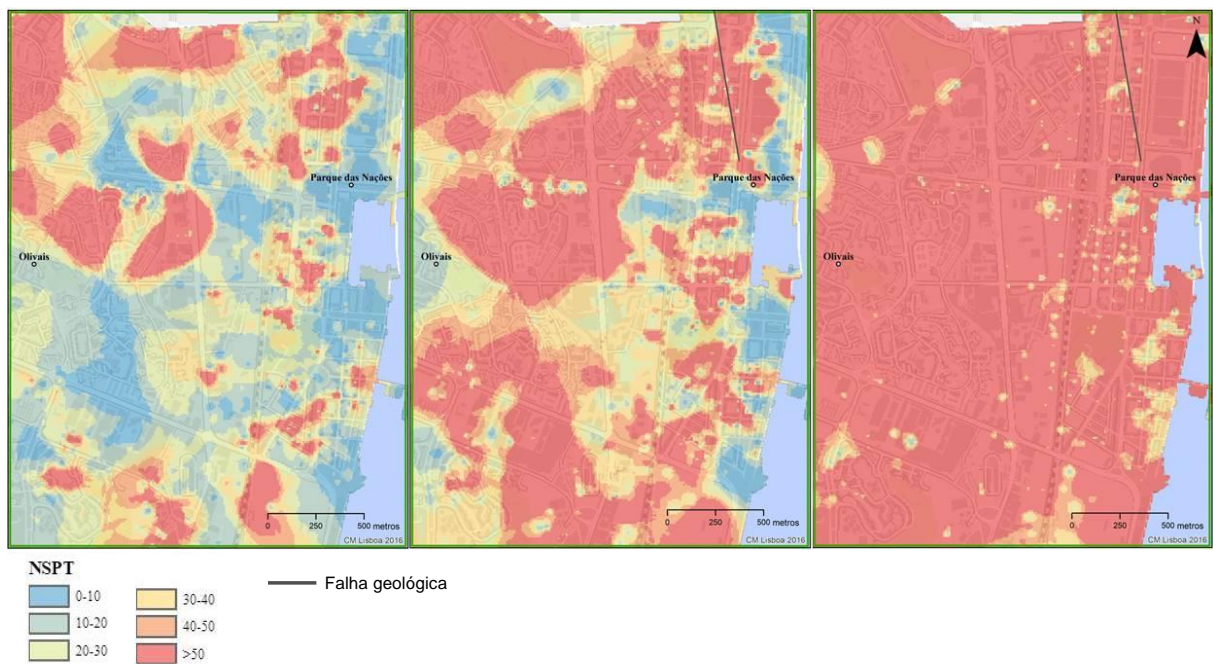 N
Parque das Nações
Olivais
0 250 500 metros
CM Lisboa 2016
Parque das Nações
Olivais
0 250 500 metros
CM Lisboa 2016
Parque das Nações
Olivais
0 250 500 metros
CM Lisboa 2016
NSPT
0-10
10-20
20-30
30-40
40-50
>50
Falha geológica